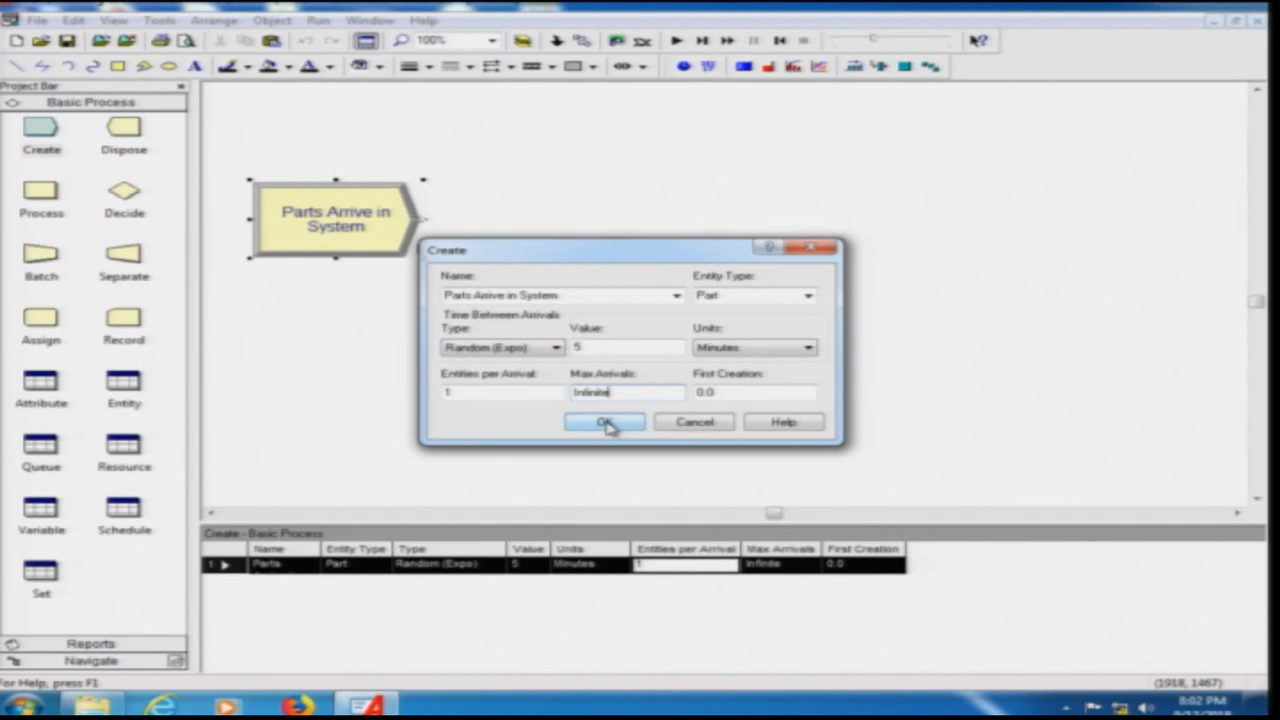 File Edit View Tools Arrange Object Run Window Help
100%
A
Project Bar
Basic Process
Create Dispose
Process Decide
Batch Separate
Assign Record
Attribute Entity
Queue Resource
Variable Schedule
Set
Reports
Navigate
Parts Arrive in
System
Create
Name: Entity Type:
Parts Arrive in System Part
Time Between Arrivals
Type: Value: Units:
Random (Expo) 5 Minutes
Entities per Arrival: Max Arrivals: First Creation:
1 Infinite 0.0
OK Cancel Help
Create - Basic Process
Name Entity Type Type Value Units Entities per Arrival Max Arrivals First Creation
1 Parts Part Random (Expo) 5 Minutes 1 Infinite 0.0
For Help, press F1
(1918, 1467)
8:02 PM